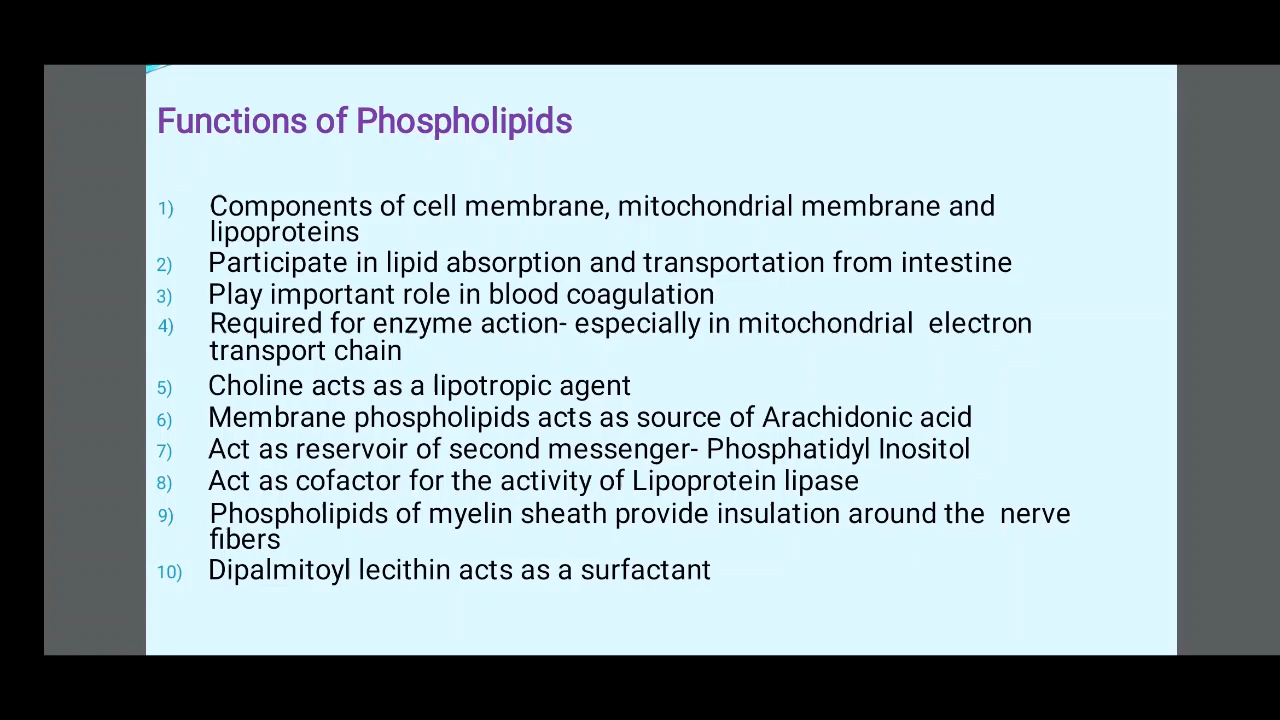 Functions of Phospholipids
1) Components of cell membrane, mitochondrial membrane and
lipoproteins
2) Participate in lipid absorption and transportation from intestine
3) Play important role in blood coagulation
4) Required for enzyme action- especially in mitochondrial electron
transport chain
5) Choline acts as a lipotropic agent
6) Membrane phospholipids acts as source of Arachidonic acid
7) Act as reservoir of second messenger- Phosphatidyl Inositol
8) Act as cofactor for the activity of Lipoprotein lipase
9) Phospholipids of myelin sheath provide insulation around the nerve
fibers
10) Dipalmitoyl lecithin acts as a surfactant